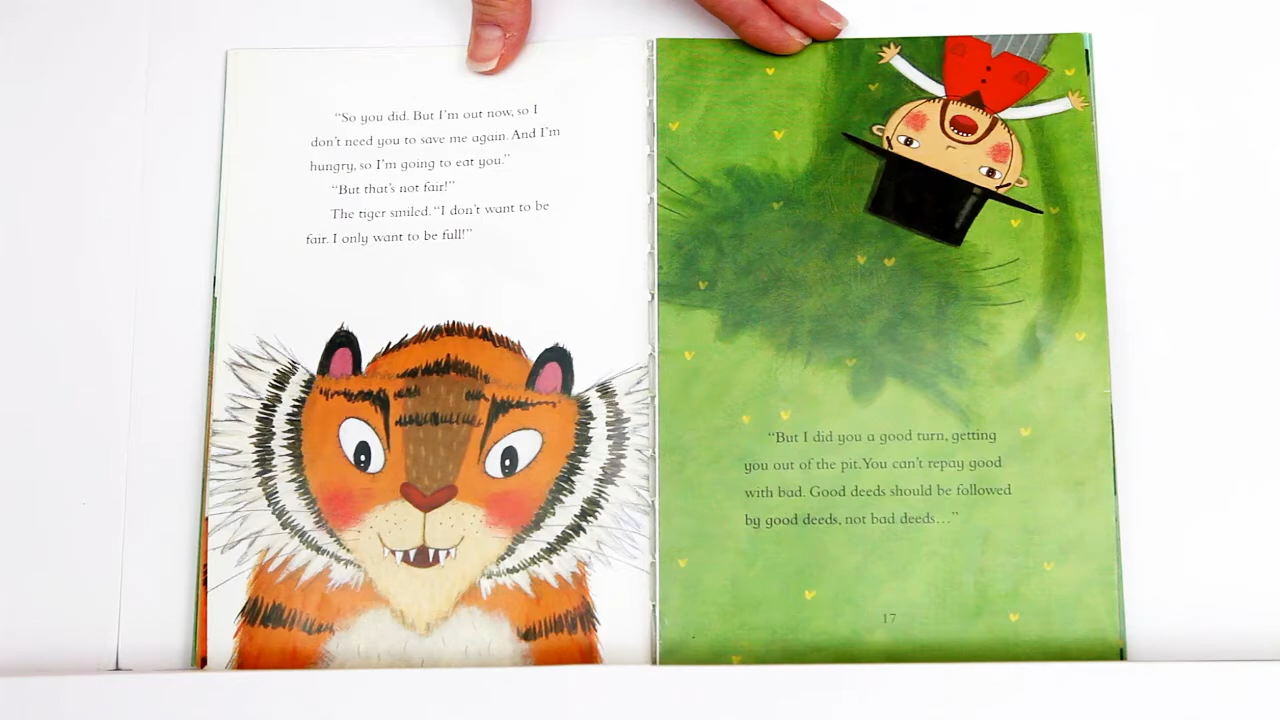 “So you did. But I’m out now, so I
don’t need you to save me again. And I’m
hungry, so I’m going to eat you.”
“But that’s not fair!”
The tiger smiled. “I don’t want to be
fair. I only want to be full!”
“But I did you a good turn, getting
you out of the pit. You can’t repay good
with bad. Good deeds should be followed
by good deeds, not bad deeds...”
17